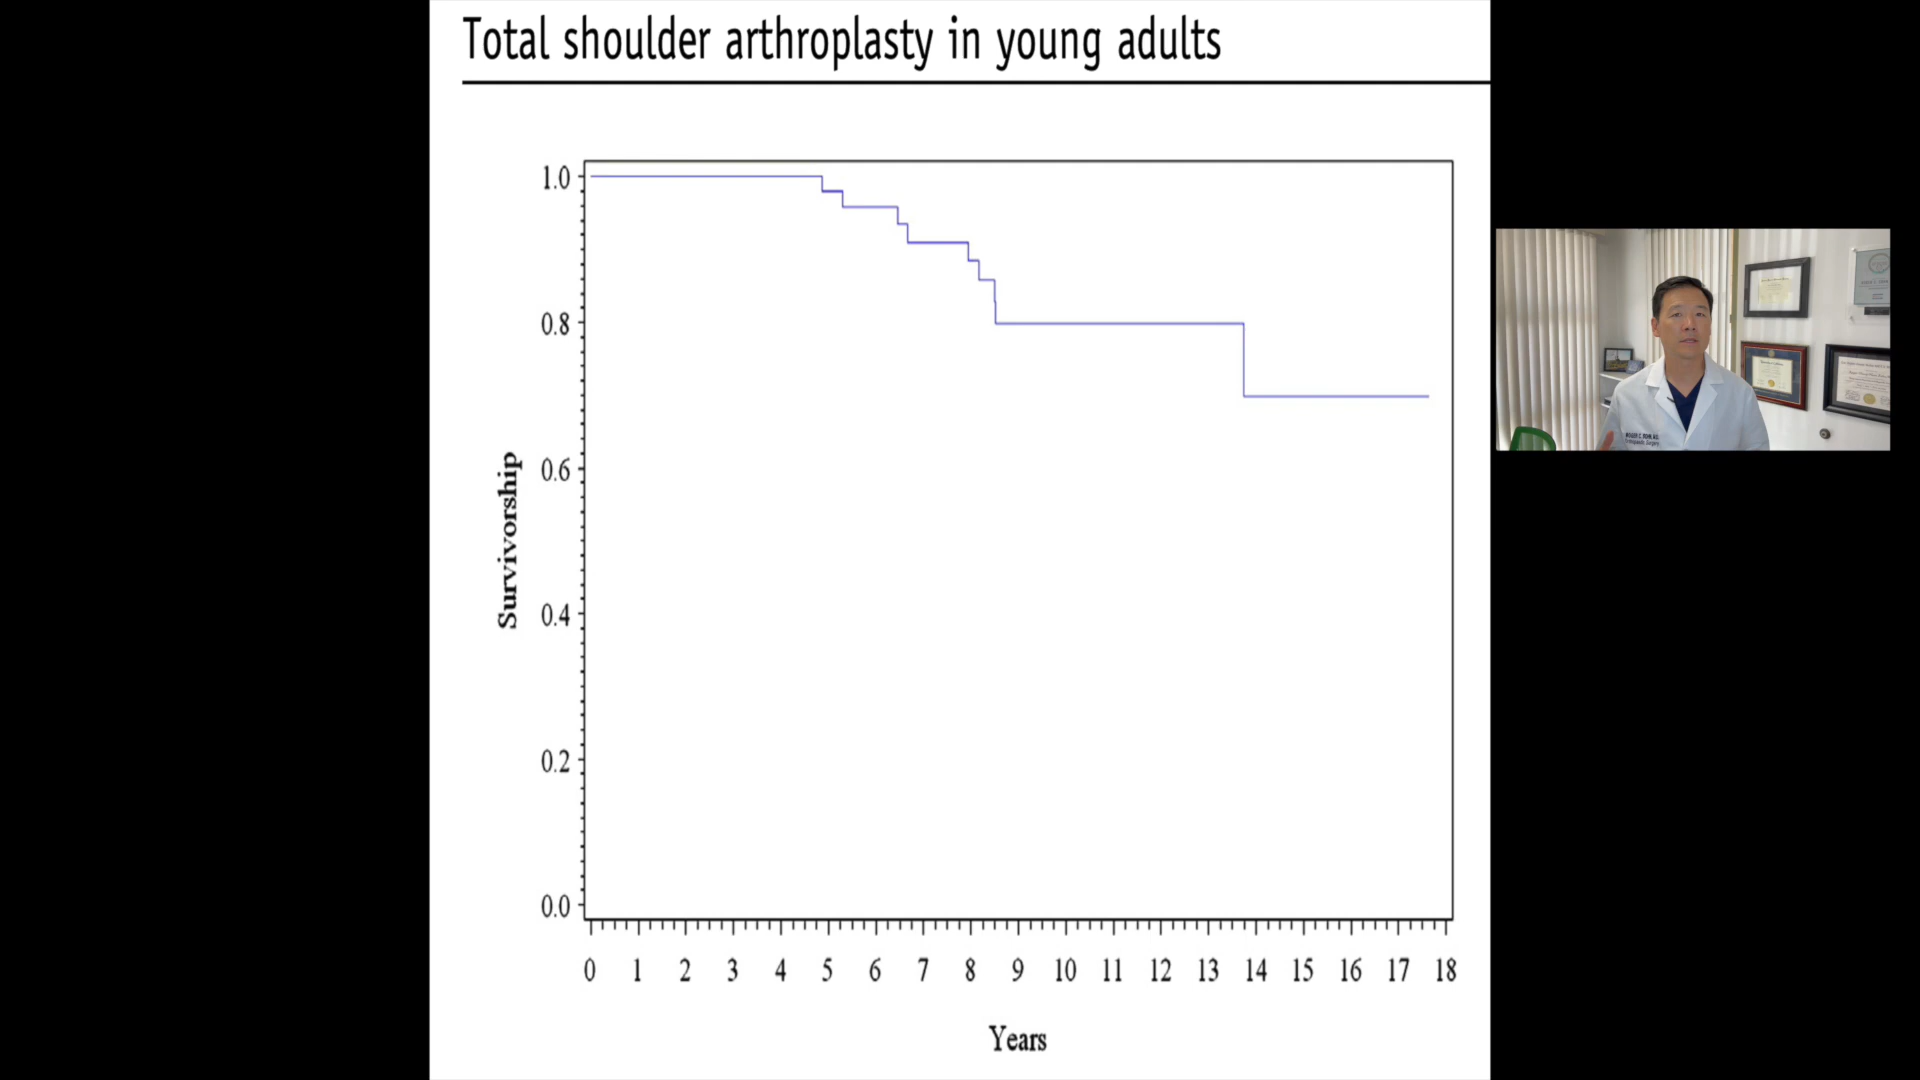 Total shoulder arthroplasty in young adults
1.0
0.8
0.6
0.4
0.2
0.0
Survivorship
0 1 2 3 4 5 6 7 8 9 10 11 12 13 14 15 16 17 18
Years